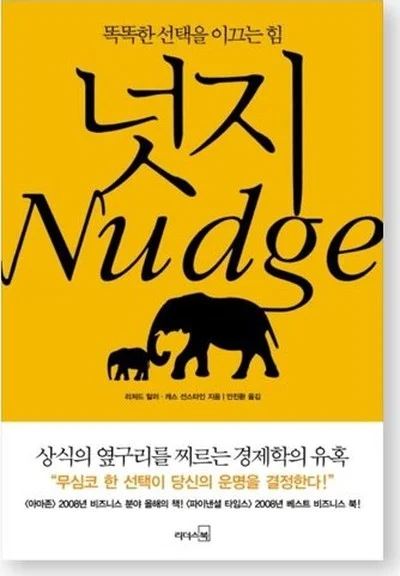 똑똑한 선택을 이끄는 힘
넛지
Nudge
리처드 탈러 · 캐스 선스타인 지음 | 안진환 옮김
상식의 옆구리를 찌르는 경제학의 유혹
“무심코 한 선택이 당신의 운명을 결정한다!”
〈아마존〉 2008년 비즈니스 분야 올해의 책! 〈파이낸셜 타임스〉 2008년 베스트 비즈니스 북!
리더스북